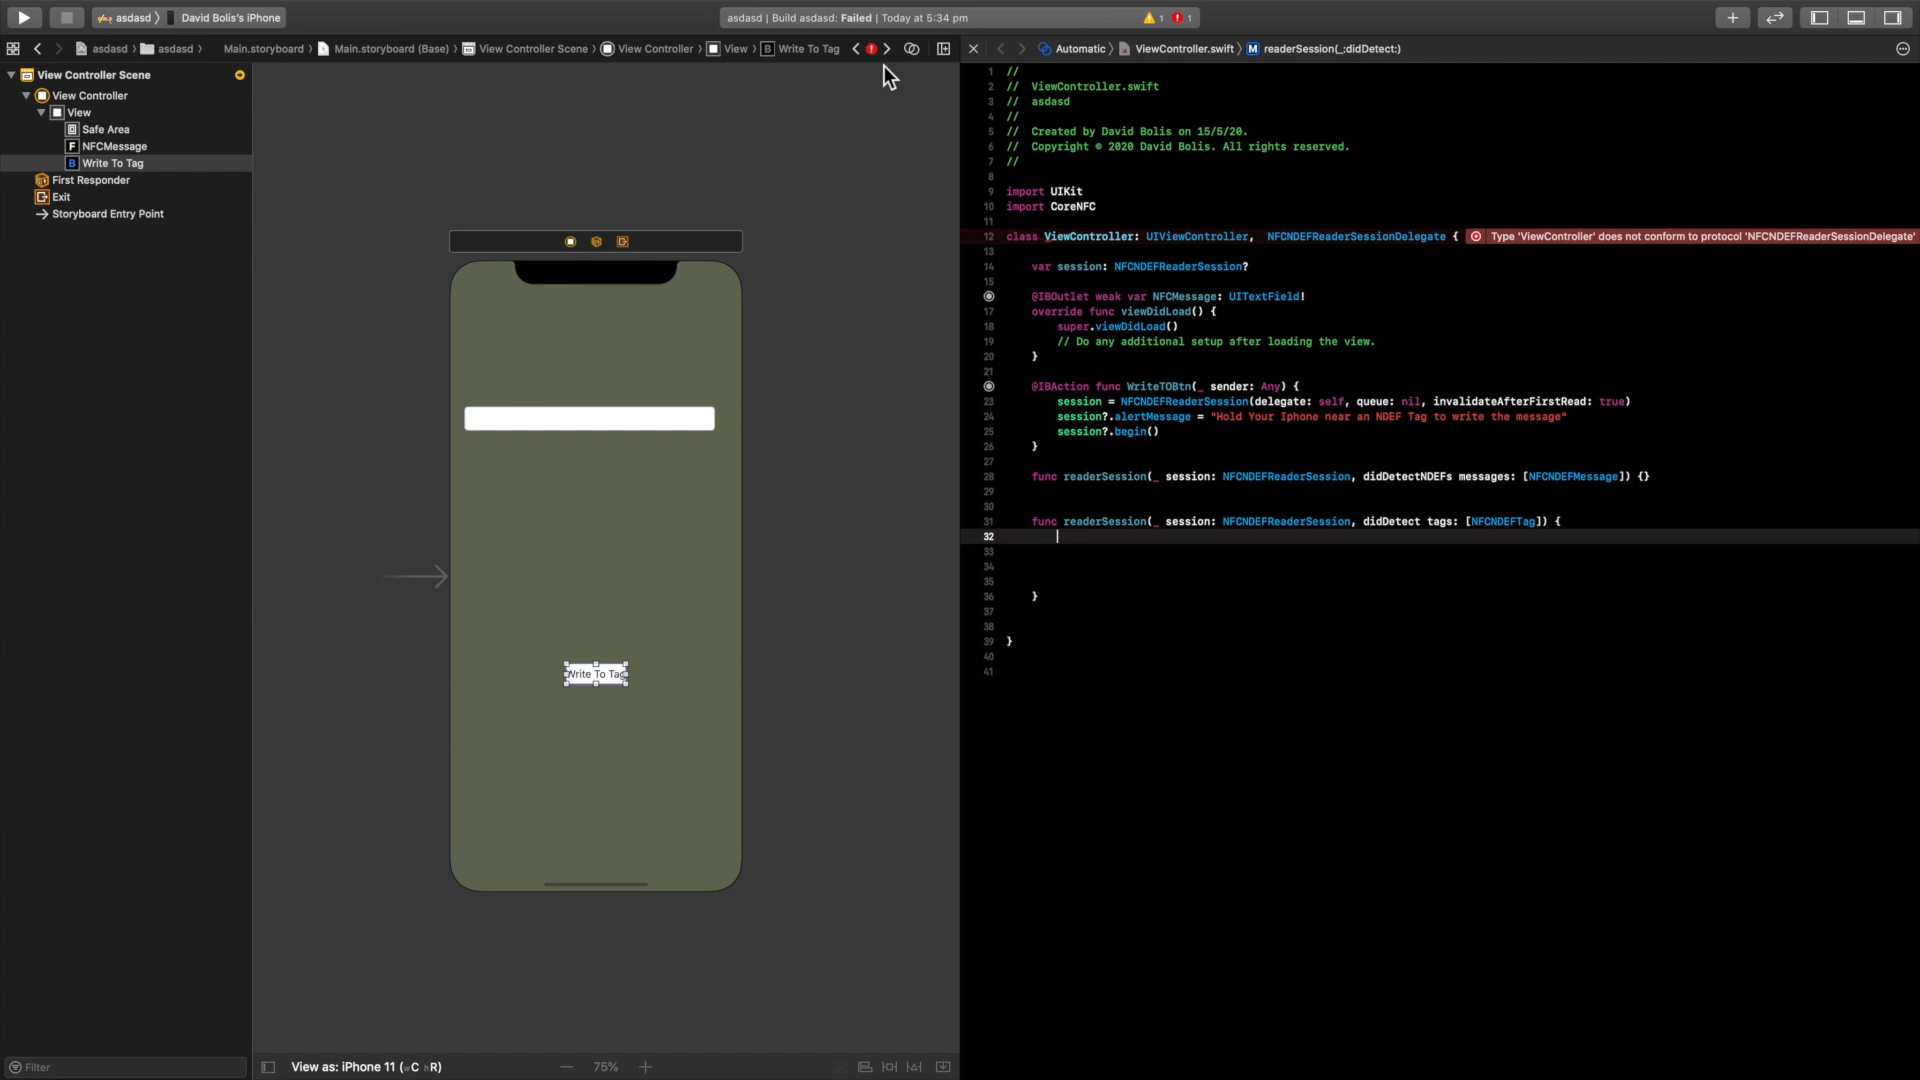 asdasd
David Bolis's iPhone
asdasd | Build asdasd: Failed | Today at 5:34 pm
1
1
asdasd
asdasd
Main.storyboard
Main.storyboard (Base)
View Controller Scene
View Controller
View
B
Write To Tag
Automatic
ViewController.swift
M
readerSession(_:didDetect:)
View Controller Scene
View Controller
View
Safe Area
F NFCMessage
B Write To Tag
First Responder
Exit
Storyboard Entry Point
Write To Tag
Filter
View as: iPhone 11 (wC hR)
75%
1 //
2 // ViewController.swift
3 // asdasd
4 //
5 // Created by David Bolis on 15/5/20.
6 // Copyright © 2020 David Bolis. All rights reserved.
7 //
8
9 import UIKit
10 import CoreNFC
11
12 class ViewController: UIViewController, NFCNDEFReaderSessionDelegate { Type 'ViewController' does not conform to protocol 'NFCNDEFReaderSessionDelegate'
13
14 var session: NFCNDEFReaderSession?
15
@IBOutlet weak var NFCMessage: UITextField!
17 override func viewDidLoad() {
18 super.viewDidLoad()
19 // Do any additional setup after loading the view.
20 }
21
@IBAction func WriteTOBtn(_ sender: Any) {
23 session = NFCNDEFReaderSession(delegate: self, queue: nil, invalidateAfterFirstRead: true)
24 session?.alertMessage = "Hold Your Iphone near an NDEF Tag to write the message"
25 session?.begin()
26 }
27
28 func readerSession(_ session: NFCNDEFReaderSession, didDetectNDEFs messages: [NFCNDEFMessage]) {}
29
30
31 func readerSession(_ session: NFCNDEFReaderSession, didDetect tags: [NFCNDEFTag]) {
32
33
34
35
36 }
37
38
39 }
40
41